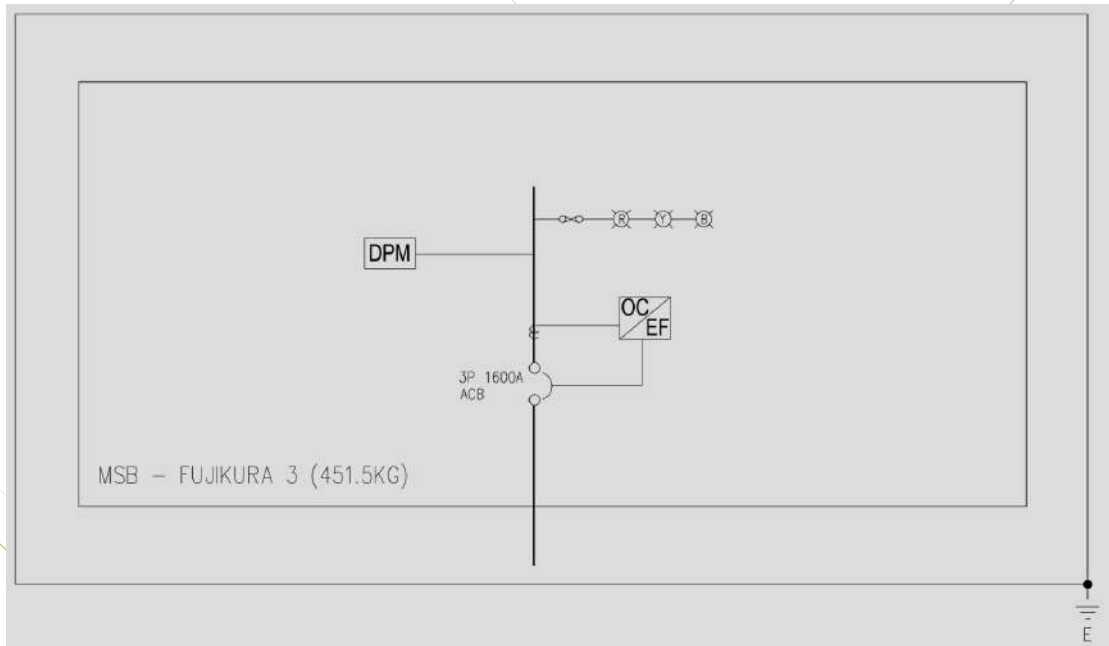 R Y B
DPM
OC
EF
3P 1600A
ACB
MSB – FUJIKURA 3 (451.5KG)
E